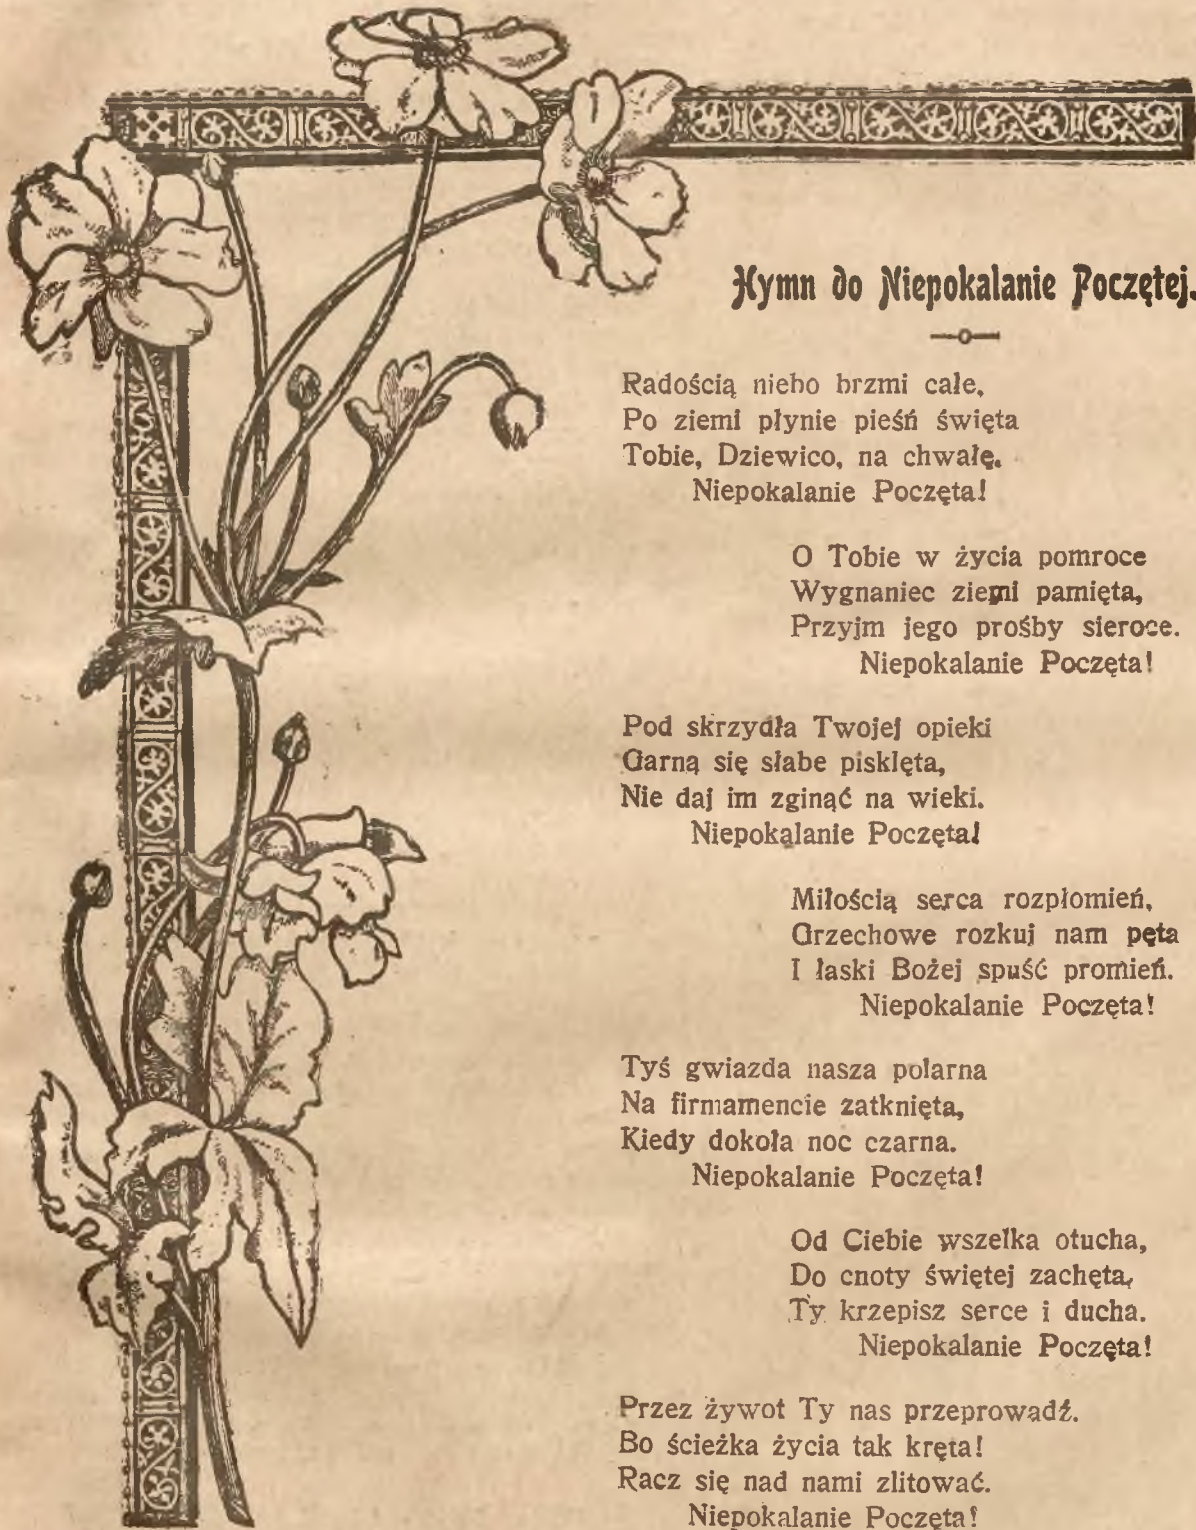 Hymn do Niepokalanie Poczętej.
Radością niebo brzmi całe,
Po ziemi płynie pieśń święta
Tobie, Dziewico, na chwałę.
Niepokalanie Poczęta!
O Tobie w życia pomroce
Wygnaniec ziemi pamięta,
Przyjm jego prośby sieroce.
Niepokalanie Poczęta!
Pod skrzydła Twojej opieki
Garną się słabe pisklęta,
Nie daj im zginąć na wieki.
Niepokalanie Poczęta!
Miłością serca rozpłomień,
Grzechowe rozkuj nam pęta
I łaski Bożej spuść promień.
Niepokalanie Poczęta!
Tyś gwiazda nasza polarna
Na firmamencie zatknięta,
Kiedy dokoła noc czarna.
Niepokalanie Poczęta!
Od Ciebie wszelka otucha,
Do cnoty świętej zachęta,
Ty krzepisz serce i ducha.
Niepokalanie Poczęta!
Przez żywot Ty nas przeprowadź.
Bo ścieżka życia tak kręta!
Racz się nad nami zlitować.
Niepokalanie Poczęta!